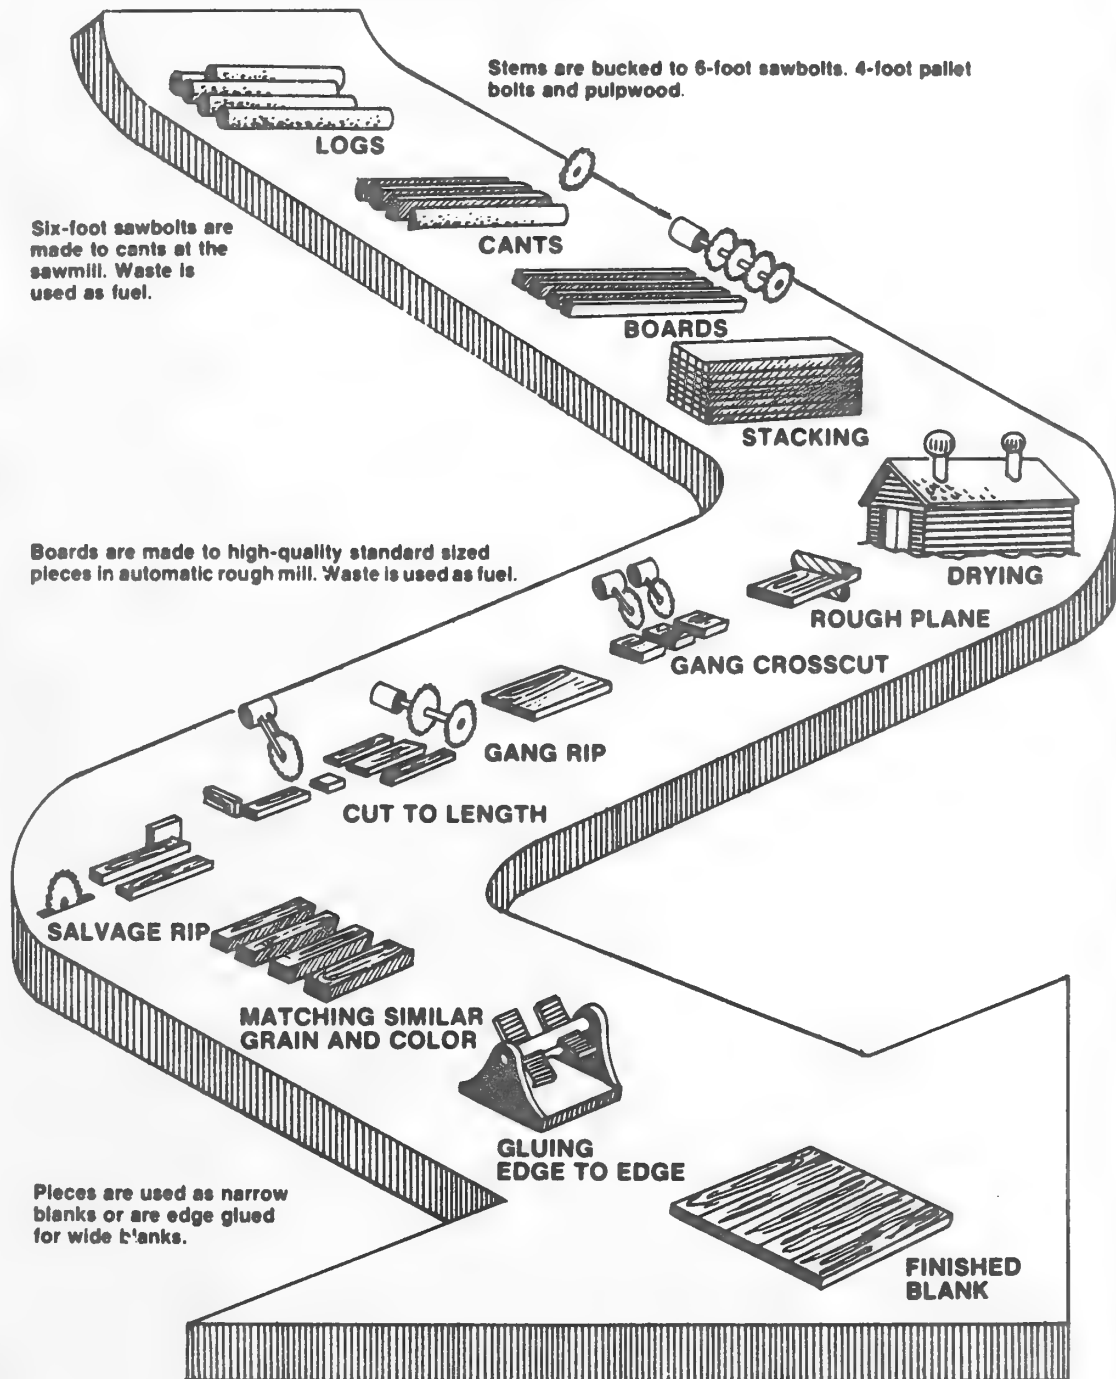 Stems are bucked to 6-foot sawbolts. 4-foot pallet
bolts and pulpwood.
LOGS
Six-foot sawbolts are
made to cants at the
sawmill. Waste is
used as fuel.
CANTS
BOARDS
STACKING
DRYING
Boards are made to high-quality standard sized
pieces in automatic rough mill. Waste is used as fuel.
ROUGH PLANE
GANG CROSSCUT
GANG RIP
CUT TO LENGTH
SALVAGE RIP
MATCHING SIMILAR
GRAIN AND COLOR
GLUING
EDGE TO EDGE
Pieces are used as narrow
blanks or are edge glued
for wide blanks.
FINISHED
BLANK